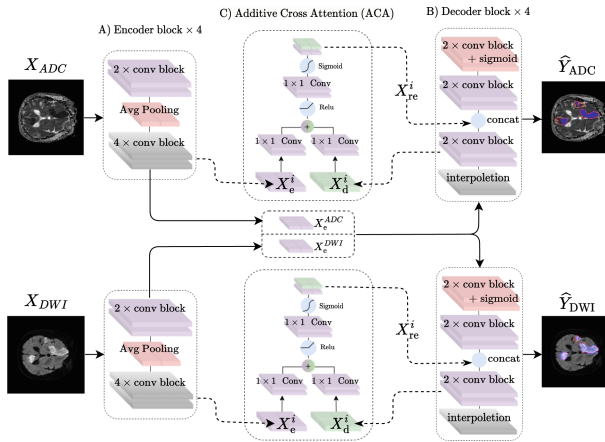 A) Encoder block × 4
C) Additive Cross Attention (ACA)
B) Decoder block × 4
X_ADC
2 × conv block
Avg Pooling
4 × conv block
Sigmoid
1 × 1 Conv
Relu
+
1 × 1 Conv
1 × 1 Conv
X_e^i
X_d^i
X_re^i
2 × conv block
+ sigmoid
2 × conv block
concat
2 × conv block
interpoletion
Ŷ_ADC
X_e^ADC
X_e^DWI
X_DWI
2 × conv block
Avg Pooling
4 × conv block
Sigmoid
1 × 1 Conv
Relu
+
1 × 1 Conv
1 × 1 Conv
X_e^i
X_d^i
X_re^i
2 × conv block
+ sigmoid
2 × conv block
concat
2 × conv block
interpoletion
Ŷ_DWI